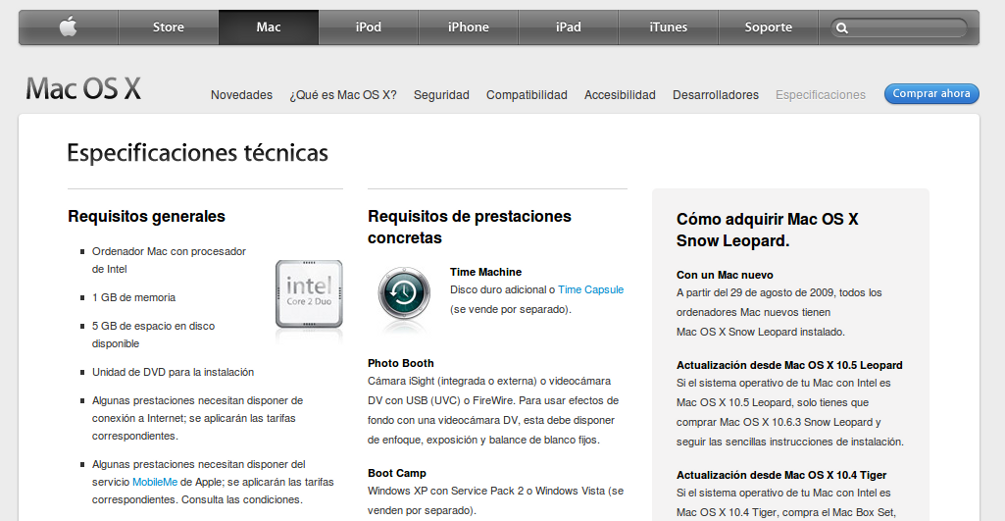 Store
Mac
iPod
iPhone
iPad
iTunes
Soporte
Mac OS X
Novedades
¿Qué es Mac OS X?
Seguridad
Compatibilidad
Accesibilidad
Desarrolladores
Especificaciones
Comprar ahora
Especificaciones técnicas
Requisitos generales
Ordenador Mac con procesador
de Intel
1 GB de memoria
5 GB de espacio en disco
disponible
Unidad de DVD para la instalación
Algunas prestaciones necesitan disponer de
conexión a Internet; se aplicarán las tarifas
correspondientes.
Algunas prestaciones necesitan disponer del
servicio MobileMe de Apple; se aplicarán las tarifas
correspondientes. Consulta las condiciones.
intel
Core 2 Duo
Requisitos de prestaciones
concretas
Time Machine
Disco duro adicional o Time Capsule
(se vende por separado).
Photo Booth
Cámara iSight (integrada o externa) o videocámara
DV con USB (UVC) o FireWire. Para usar efectos de
fondo con una videocámara DV, esta debe disponer
de enfoque, exposición y balance de blanco fijos.
Boot Camp
Windows XP con Service Pack 2 o Windows Vista (se
venden por separado).
Cómo adquirir Mac OS X
Snow Leopard.
Con un Mac nuevo
A partir del 29 de agosto de 2009, todos los
ordenadores Mac nuevos tienen
Mac OS X Snow Leopard instalado.
Actualización desde Mac OS X 10.5 Leopard
Si el sistema operativo de tu Mac con Intel es
Mac OS X 10.5 Leopard, solo tienes que
comprar Mac OS X 10.6.3 Snow Leopard y
seguir las sencillas instrucciones de instalación.
Actualización desde Mac OS X 10.4 Tiger
Si el sistema operativo de tu Mac con Intel es
Mac OS X 10.4 Tiger, compra el Mac Box Set,